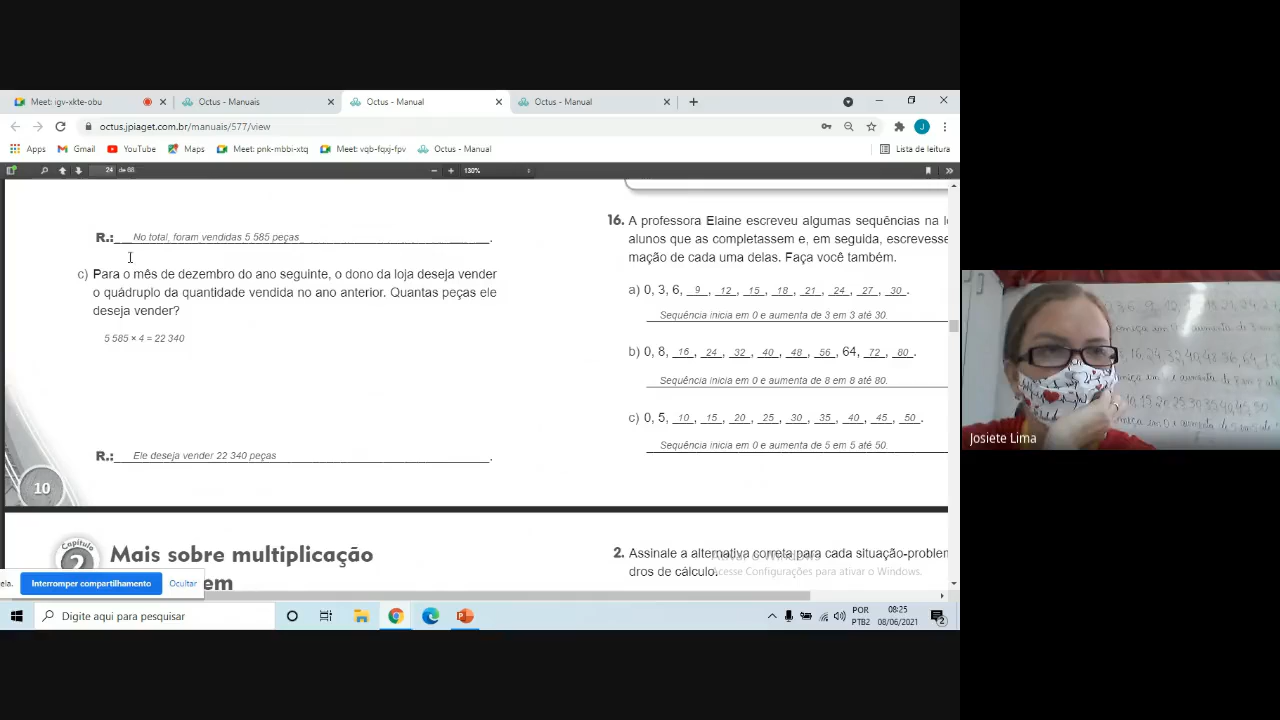 Meet: igv-xkte-obu
Octus - Manuais
Octus - Manual
Octus - Manual
octus.jpiaget.com.br/manuais/577/view
Apps
Gmail
YouTube
Maps
Meet: pnk-mbbi-xtq
Meet: vqb-fqxj-fpv
Octus - Manual
Lista de leitura
24 de 68
130%
R.: No total, foram vendidas 5 585 peças.
c) Para o mês de dezembro do ano seguinte, o dono da loja deseja vender
o quádruplo da quantidade vendida no ano anterior. Quantas peças ele
deseja vender?
5 585 × 4 = 22 340
R.: Ele deseja vender 22 340 peças.
10
16. A professora Elaine escreveu algumas sequências na
alunos que as completassem e, em seguida, escrevesse
mação de cada uma delas. Faça você também.
a) 0, 3, 6, 9, 12, 15, 18, 21, 24, 27, 30.
Sequência inicia em 0 e aumenta de 3 em 3 até 30.
b) 0, 8, 16, 24, 32, 40, 48, 56, 64, 72, 80.
Sequência inicia em 0 e aumenta de 8 em 8 até 80.
c) 0, 5, 10, 15, 20, 25, 30, 35, 40, 45, 50.
Sequência inicia em 0 e aumenta de 5 em 5 até 50.
Capítulo
2
Mais sobre multiplicação
em
2. Assinale a alternativa correta para cada situação-problem
dros de cálculo.
Acesse Configurações para ativar o Windows.
ela.
Interromper compartilhamento
Ocultar
Digite aqui para pesquisar
POR
PTB2
08:25
08/06/2021
2
J
Josiete Lima